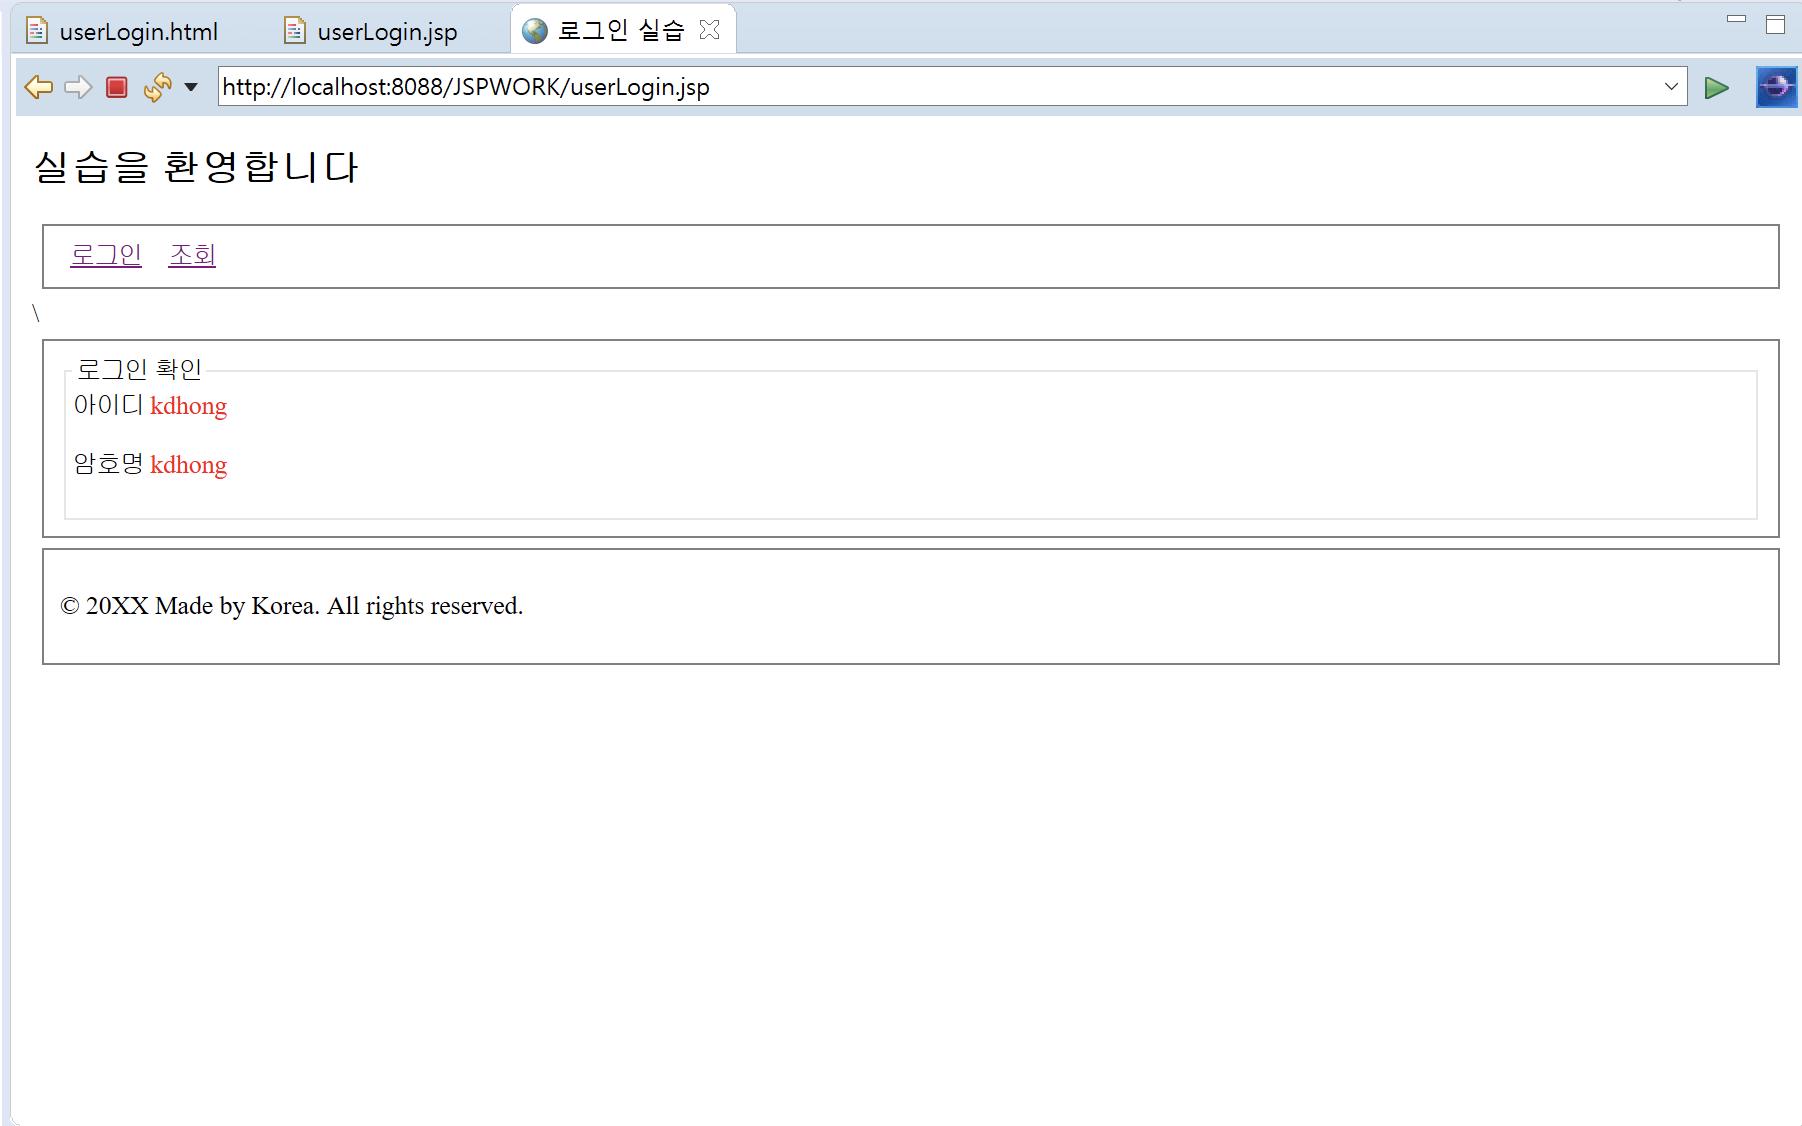 userLogin.html userLogin.jsp 로그인 실습
http://localhost:8088/JSPWORK/userLogin.jsp
실습을 환영합니다
로그인 조회
\
로그인 확인
아이디 kdhong
암호명 kdhong
© 20XX Made by Korea. All rights reserved.